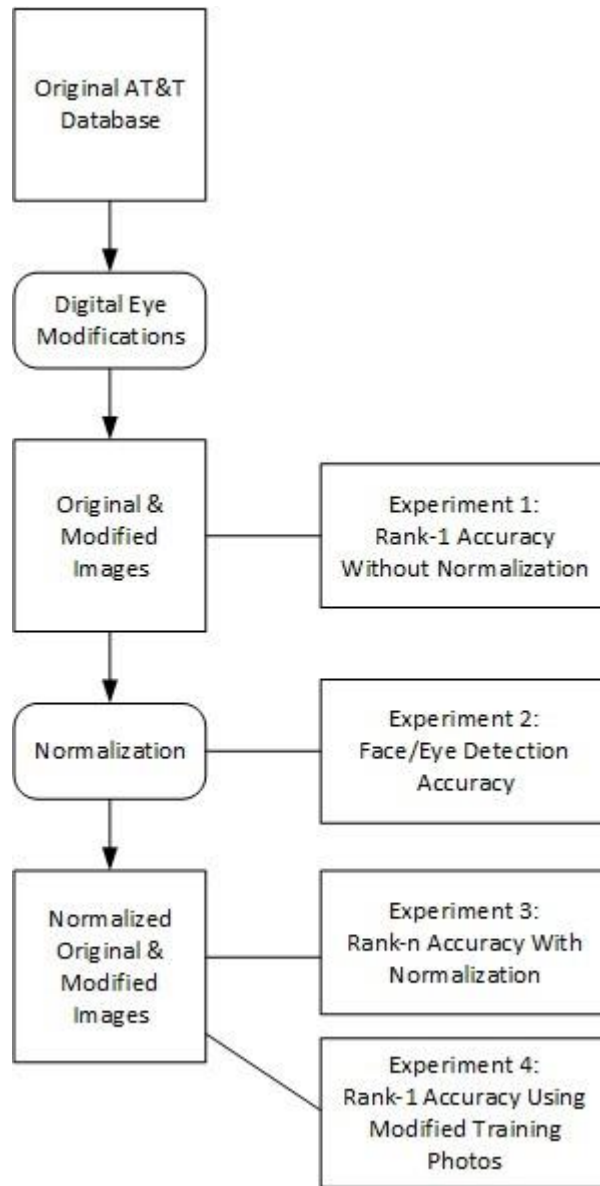 Original AT&T
Database
Digital Eye
Modifications
Original &
Modified
Images
Experiment 1:
Rank-1 Accuracy
Without Normalization
Normalization
Experiment 2:
Face/Eye Detection
Accuracy
Normalized
Original &
Modified
Images
Experiment 3:
Rank-n Accuracy With
Normalization
Experiment 4:
Rank-1 Accuracy Using
Modified Training
Photos